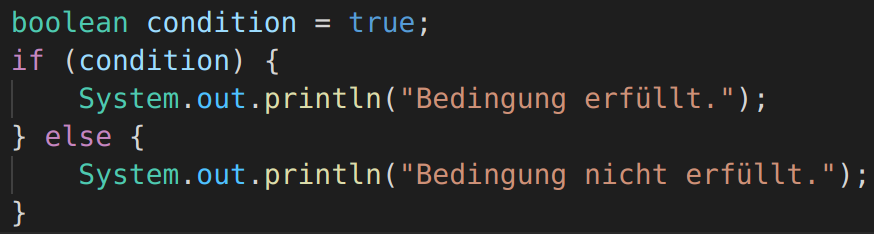 boolean condition = true;
if (condition) {
    System.out.println("Bedingung erfüllt.");
} else {
    System.out.println("Bedingung nicht erfüllt.");
}